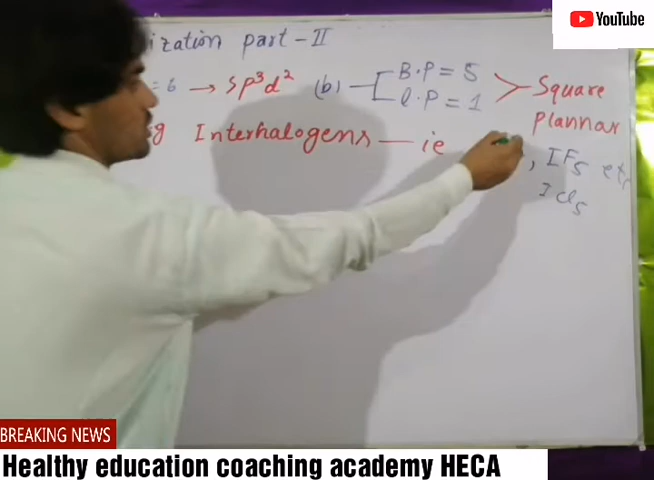 YouTube
ization part-II
= 6 → sp³d² (b) B.P = 5
l.P = 1
Square
plannar
g Interhalogens — ie
, IF₅ etc
ICl₅
BREAKING NEWS
Healthy education coaching academy HECA